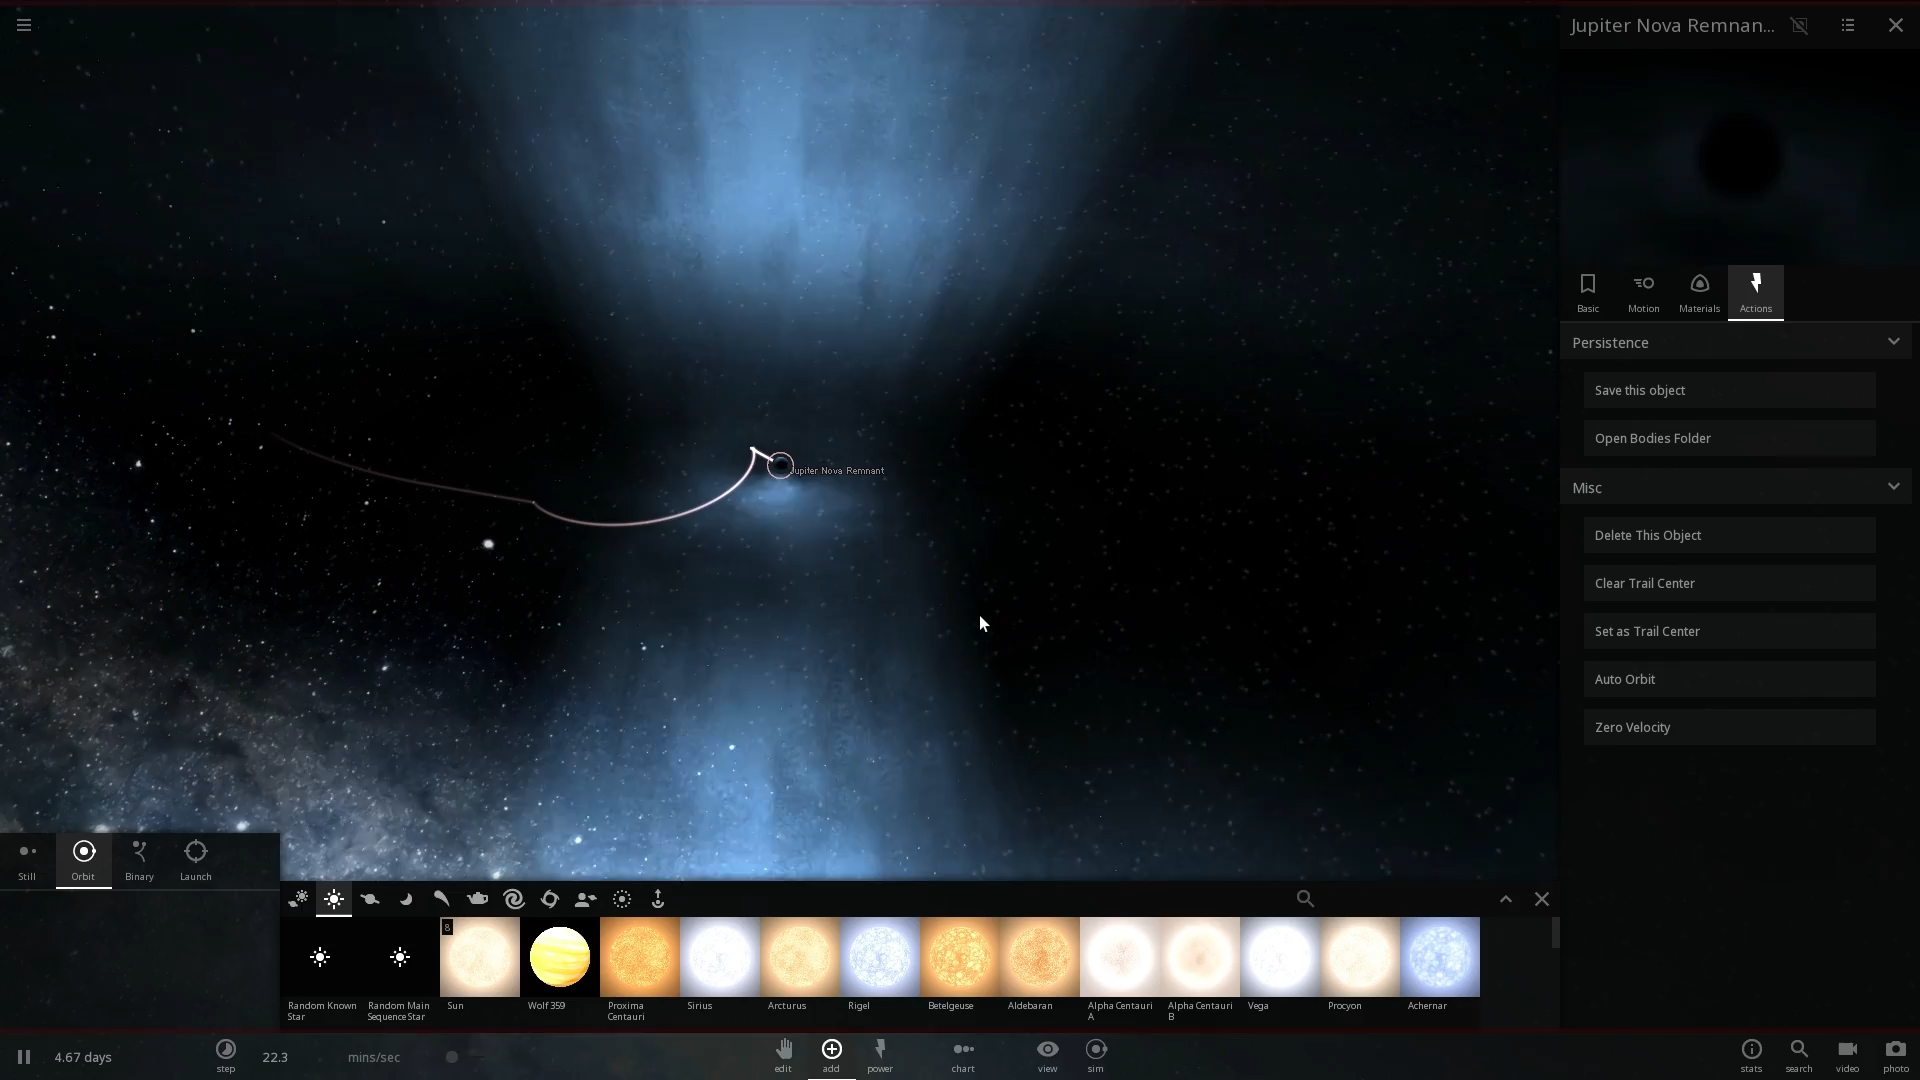 Jupiter Nova Remnan...
Basic
Motion
Materials
Actions
Persistence
Save this object
Open Bodies Folder
Misc
Delete This Object
Clear Trail Center
Set as Trail Center
Auto Orbit
Zero Velocity
Jupiter Nova Remnant
Still
Orbit
Binary
Launch
8
Random Known
Star
Random Main
Sequence Star
Sun
Wolf 359
Proxima
Centauri
Sirius
Arcturus
Rigel
Betelgeuse
Aldebaran
Alpha Centauri
A
Alpha Centauri
B
Vega
Procyon
Achernar
4.67 days
step
22.3
mins/sec
edit
add
power
chart
view
sim
stats
search
video
photo